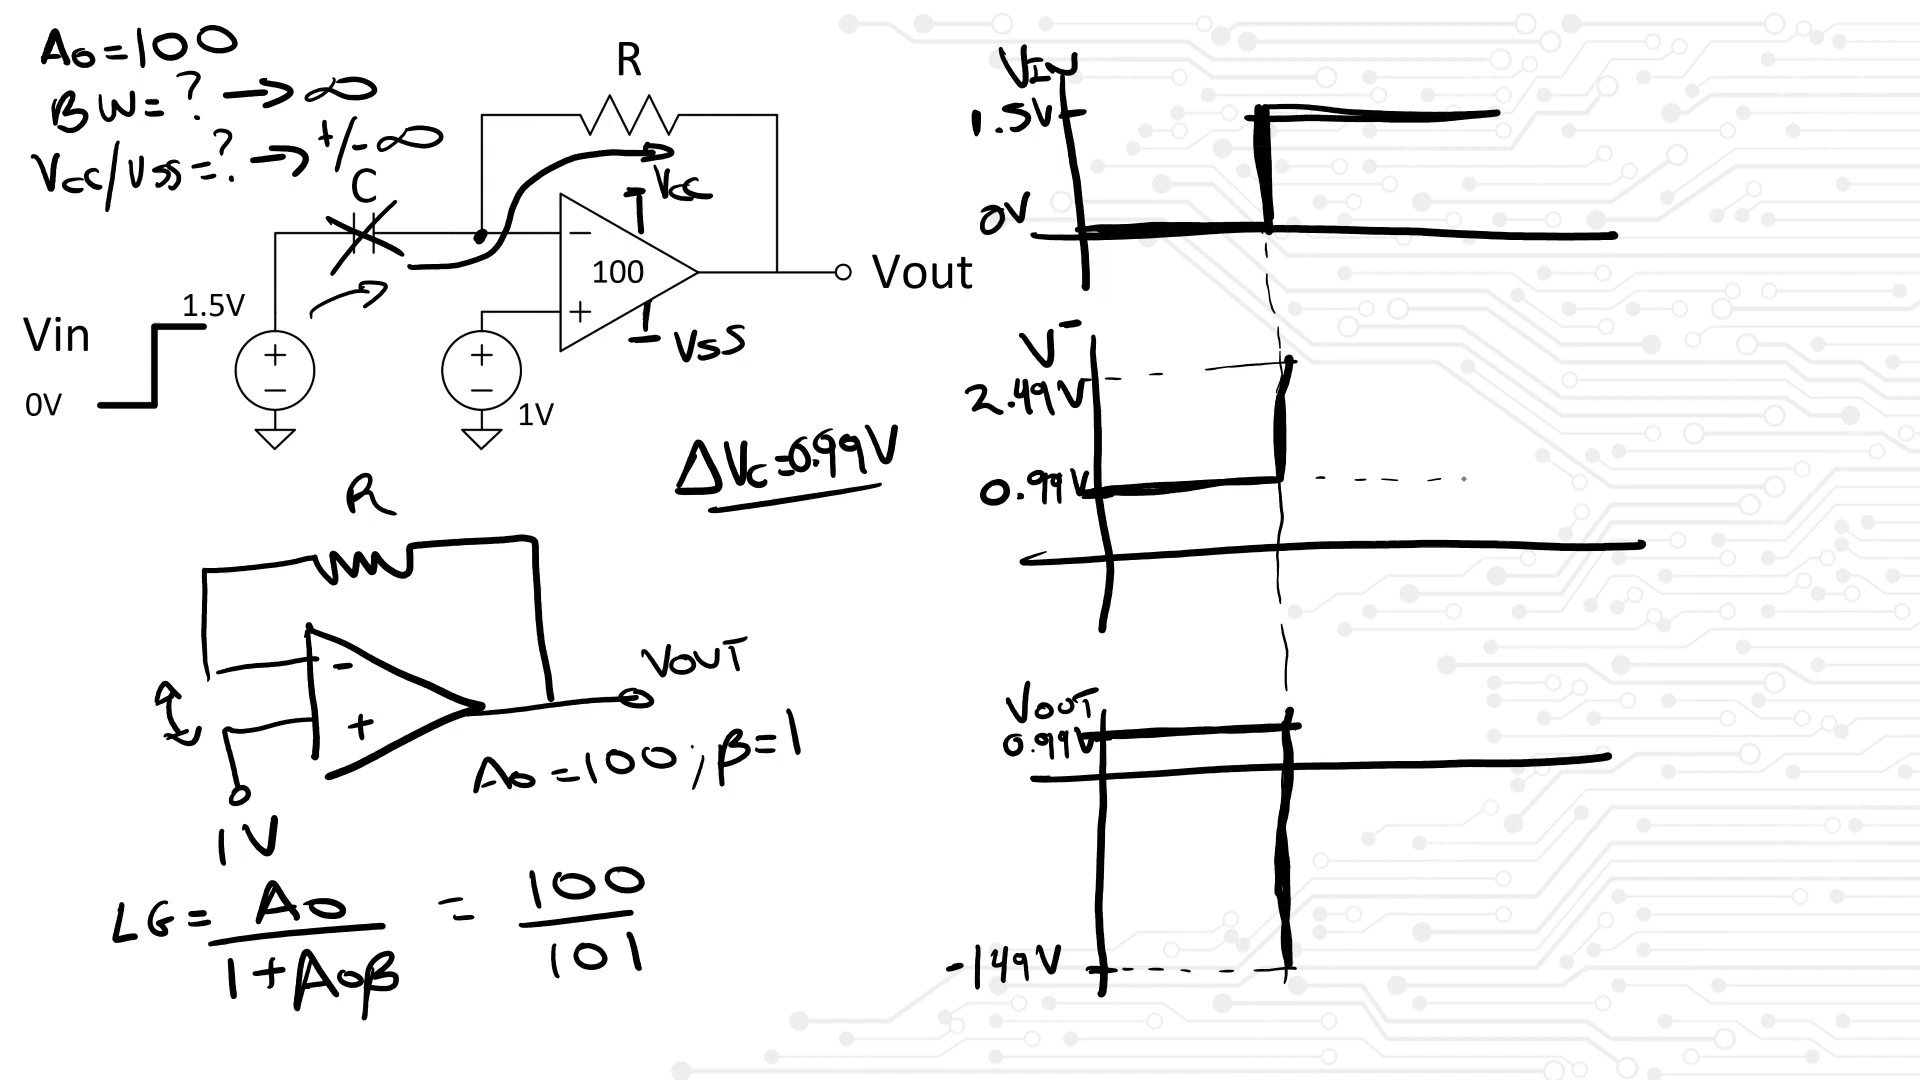 A₀=100
BW=? → ∞
Vcc/Vss=? → +/- ∞
R
C
Vcc
−
100
+
Vss
Vout
Vin
1.5V
0V
+
−
+
−
1V
ΔVc=0.99V
R
-
+
VOUT
1V
A₀=100; β=1
LG= A₀ / 1+A₀β = 100 / 101
VIN
1.5V
0V
V⁻
2.49V
0.99V
VOUT
0.99V
-149V